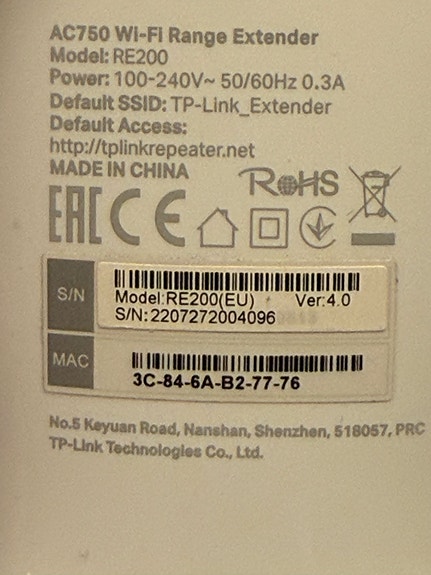 AC750 Wi-Fi Range Extender
Model: RE200
Power: 100-240V~ 50/60Hz 0.3A
Default SSID: TP-Link_Extender
Default Access:
http://tplinkrepeater.net
MADE IN CHINA
RoHS
EAC CE
S/N
Model:RE200(EU) Ver:4.0
S/N:2207272004096
MAC
3C-84-6A-B2-77-76
No.5 Keyuan Road, Nanshan, Shenzhen, 518057, PRC
TP-Link Technologies Co., Ltd.